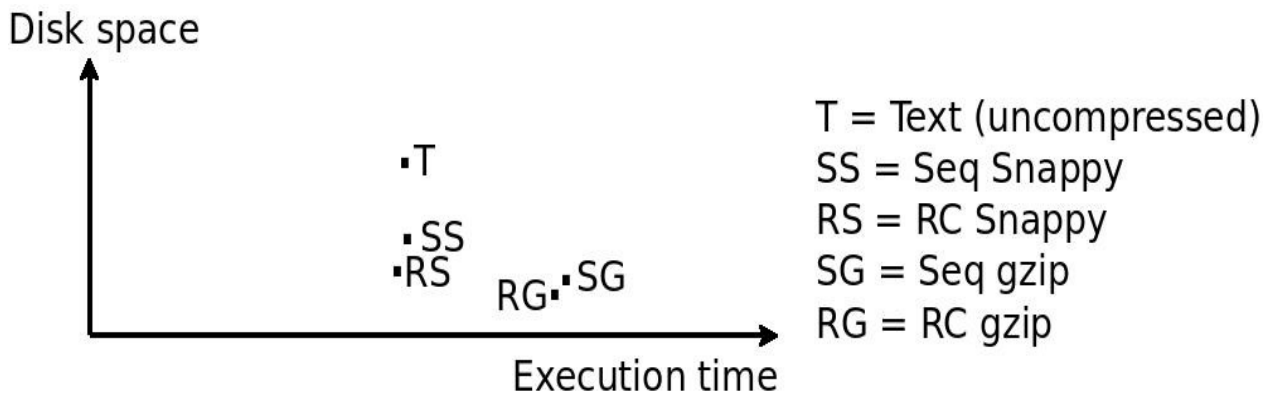 Disk space
T
SS
RS
SG
RG
Execution time
T = Text (uncompressed)
SS = Seq Snappy
RS = RC Snappy
SG = Seq gzip
RG = RC gzip